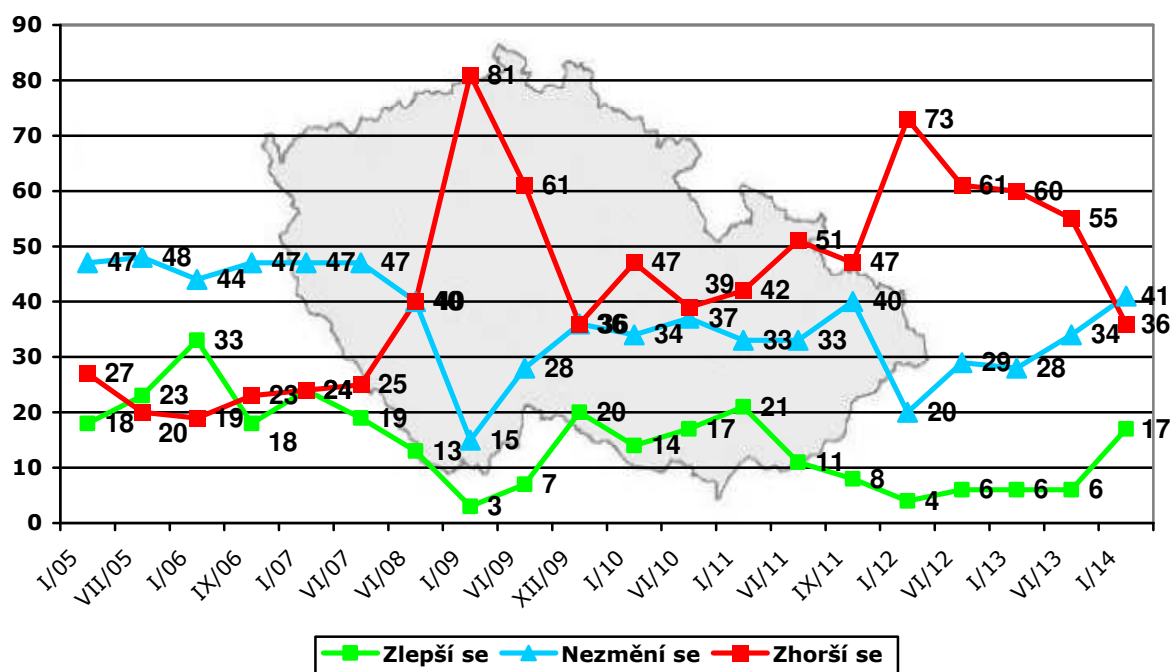 90
80
70
60
50
40
30
20
10
0
47 48 44 47 47 47 40 15 28 36 34 37 33 33 40 20 29 28 34 41
27 20 19 23 24 25 40 81 61 36 47 39 42 51 47 73 61 60 55 36
18 23 33 18 24 19 13 3 7 20 14 17 21 11 8 4 6 6 6 17
I/05 VII/05 I/06 IX/06 I/07 VI/07 VI/08 I/09 VI/09 XII/09 I/10 VI/10 I/11 VI/11 IX/11 I/12 VI/12 I/13 VI/13 I/14
Zlepší se Nezmění se Zhorší se